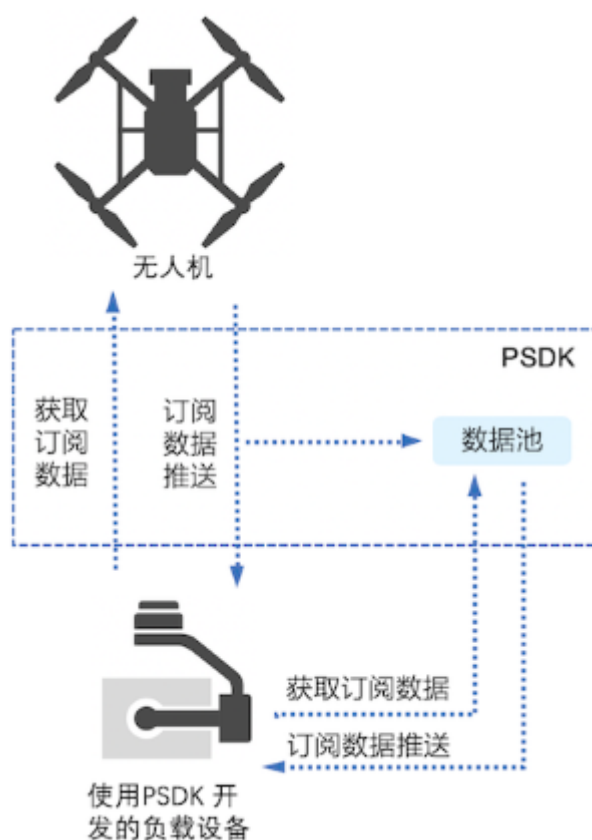 无人机
PSDK
获取
订阅
数据
订阅
数据
推送
数据池
获取订阅数据
订阅数据推送
使用PSDK 开
发的负载设备